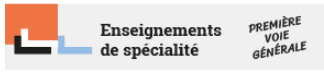 Enseignements
de spécialité
PREMIÈRE
VOIE
GÉNÉRALE